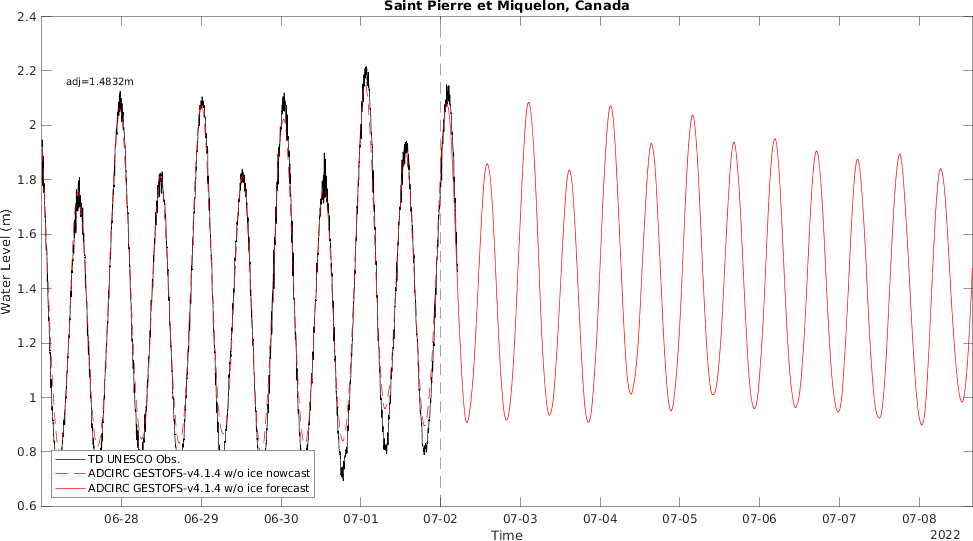 Saint Pierre et Miquelon, Canada
2.4
2.2
2
1.8
1.6
1.4
1.2
1
0.8
0.6
Water Level (m)
adj=1.4832m
TD UNESCO Obs.
ADCIRC GESTOFS-v4.1.4 w/o ice nowcast
ADCIRC GESTOFS-v4.1.4 w/o ice forecast
06-28 06-29 06-30 07-01 07-02 07-03 07-04 07-05 07-06 07-07 07-08
Time
2022